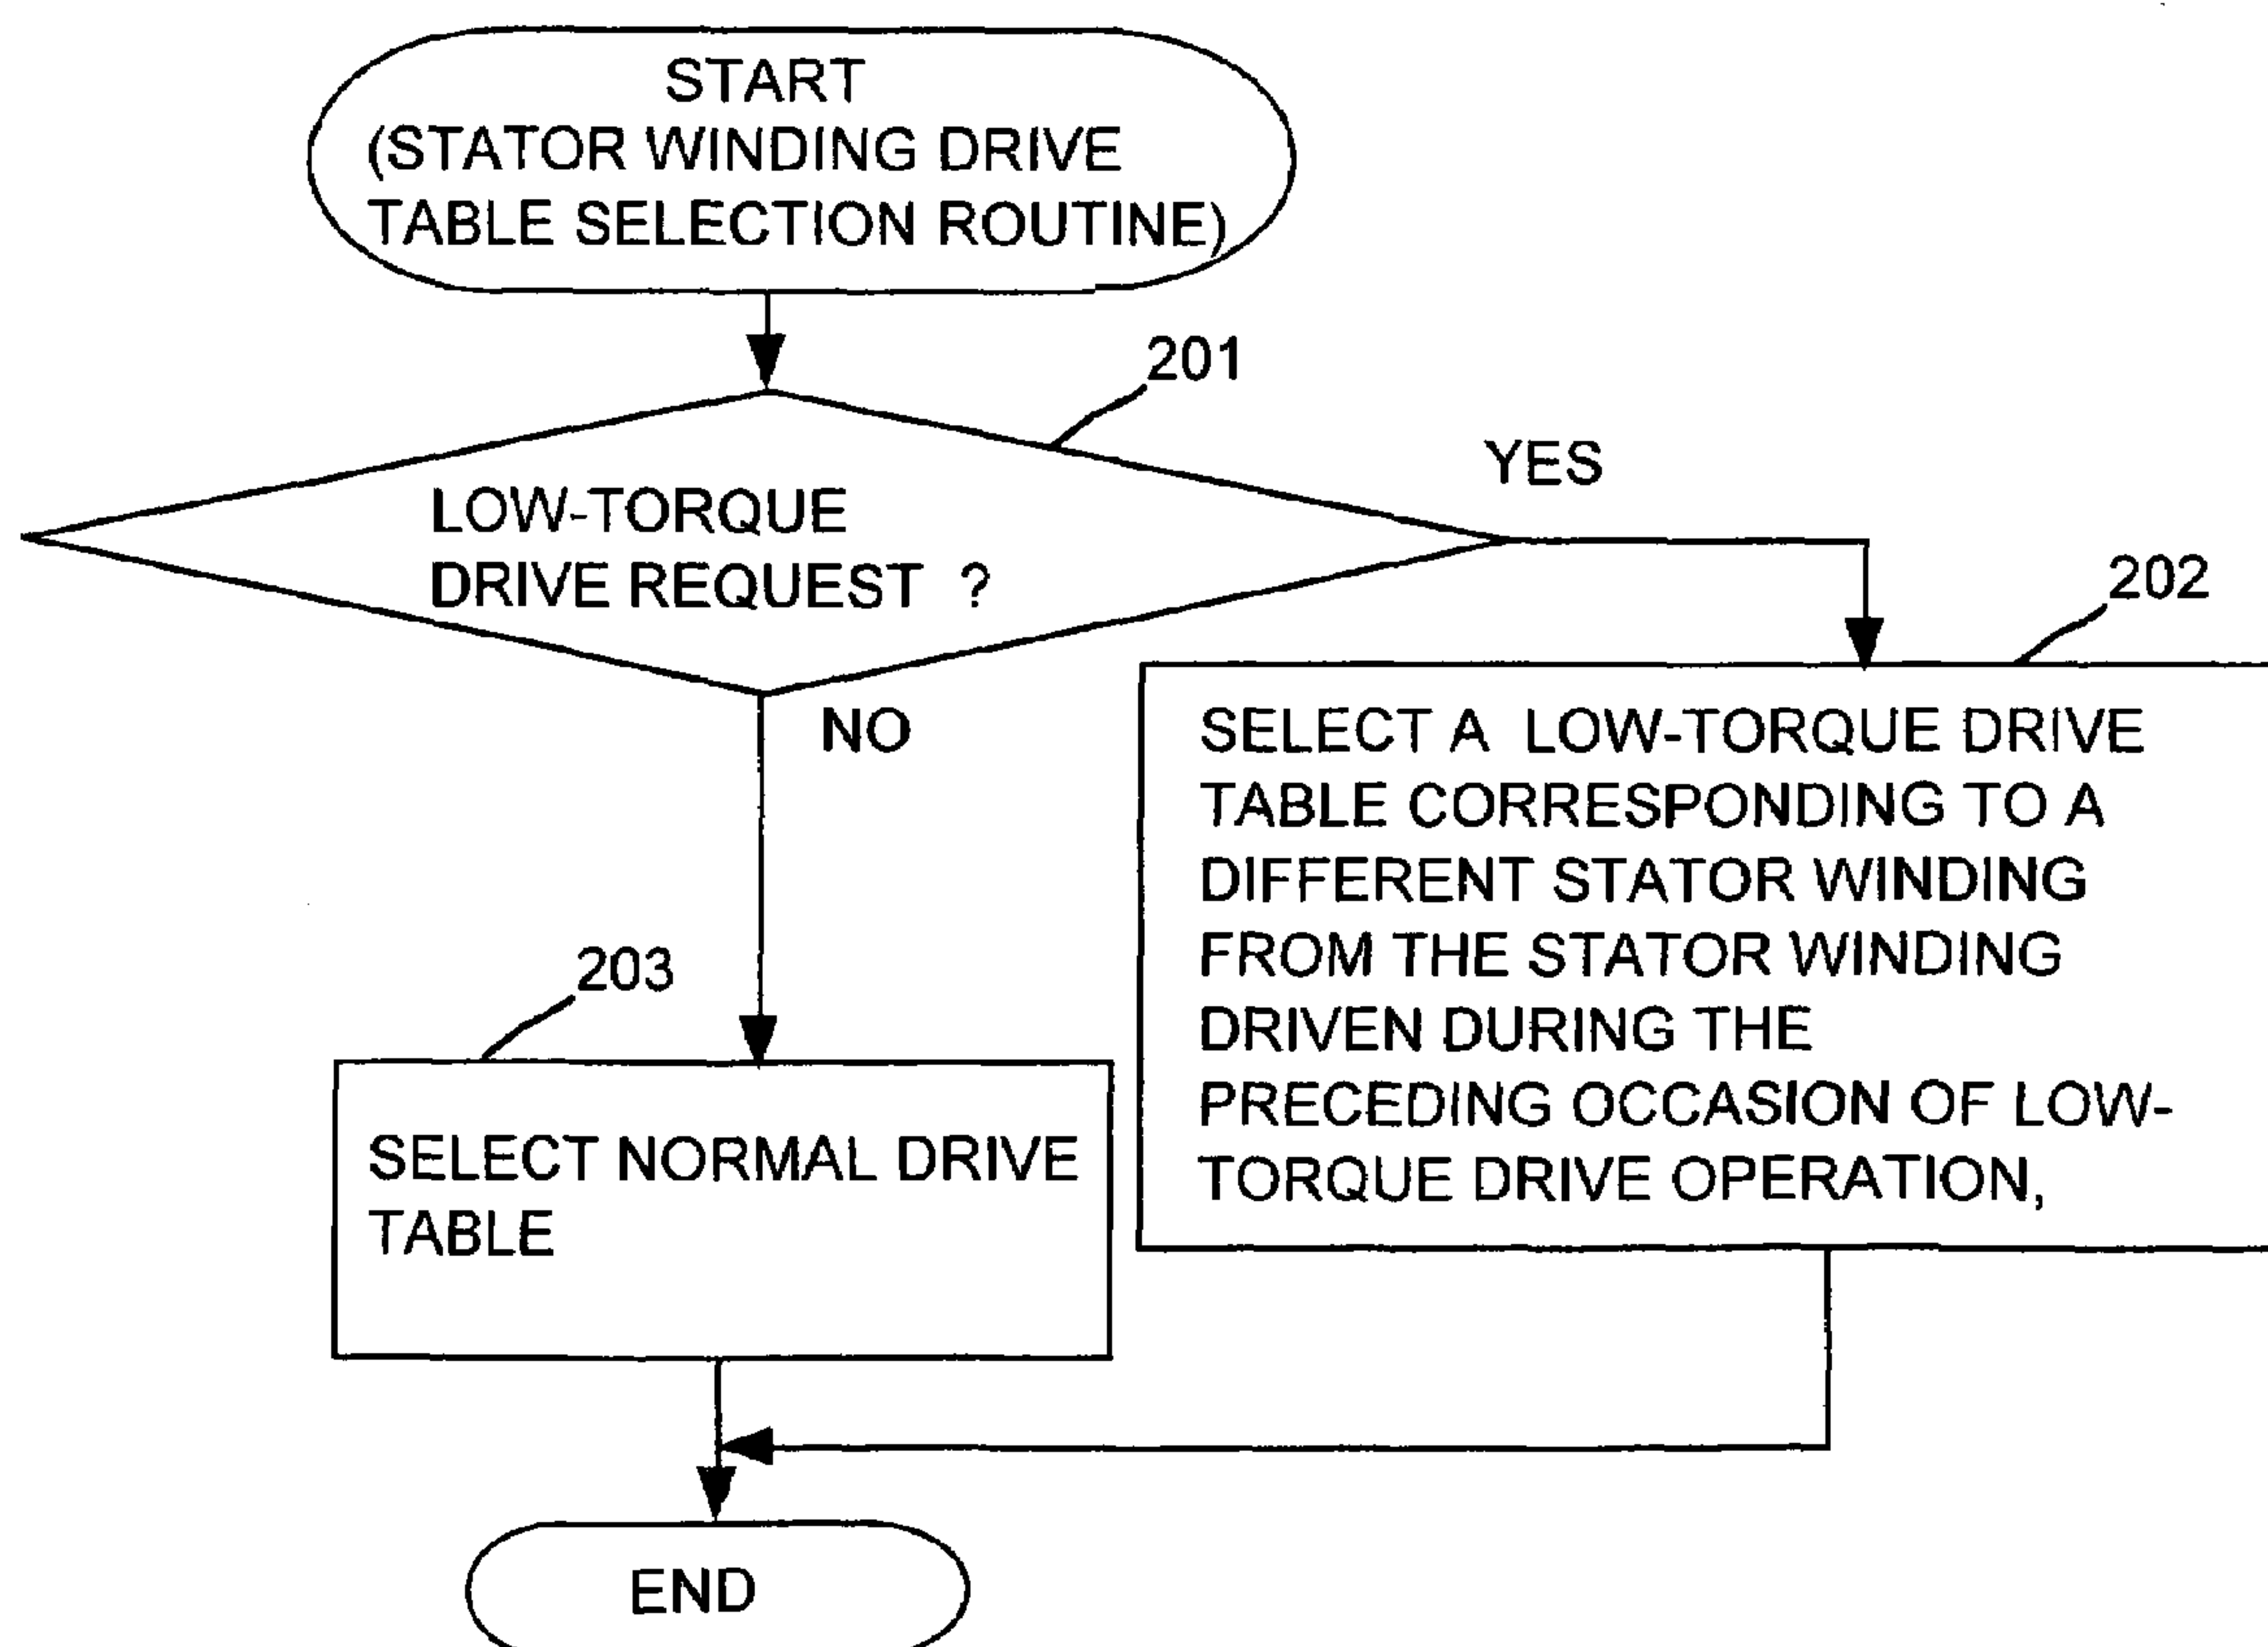 START
(STATOR WINDING DRIVE
TABLE SELECTION ROUTINE)
201
YES
LOW-TORQUE
DRIVE REQUEST ?
202
NO
SELECT A LOW-TORQUE DRIVE
TABLE CORRESPONDING TO A
DIFFERENT STATOR WINDING
FROM THE STATOR WINDING
DRIVEN DURING THE
PRECEDING OCCASION OF LOW-
TORQUE DRIVE OPERATION,
203
SELECT NORMAL DRIVE
TABLE
END